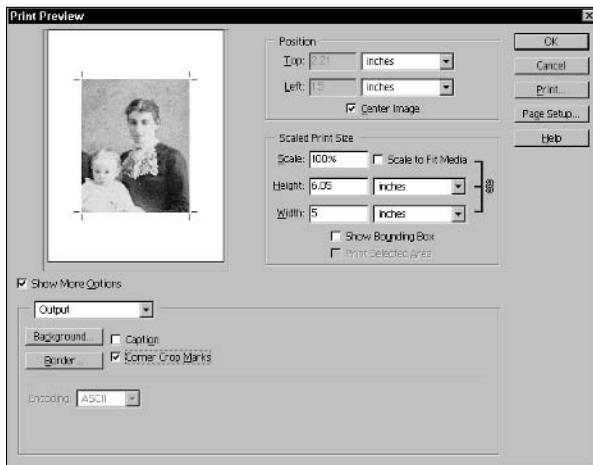 Print Preview
Position
Top: 2.21 inches
Left: 1.5 inches
Center Image
Scaled Print Size
Scale: 100% Scale to Fit Media
Height: 6.05 inches
Width: 5 inches
Show Bounding Box
Print Selected Area
OK
Cancel
Print...
Page Setup...
Help
Show More Options
Output
Background... Caption
Border... Corner Crop Marks
Encoding: ASCII